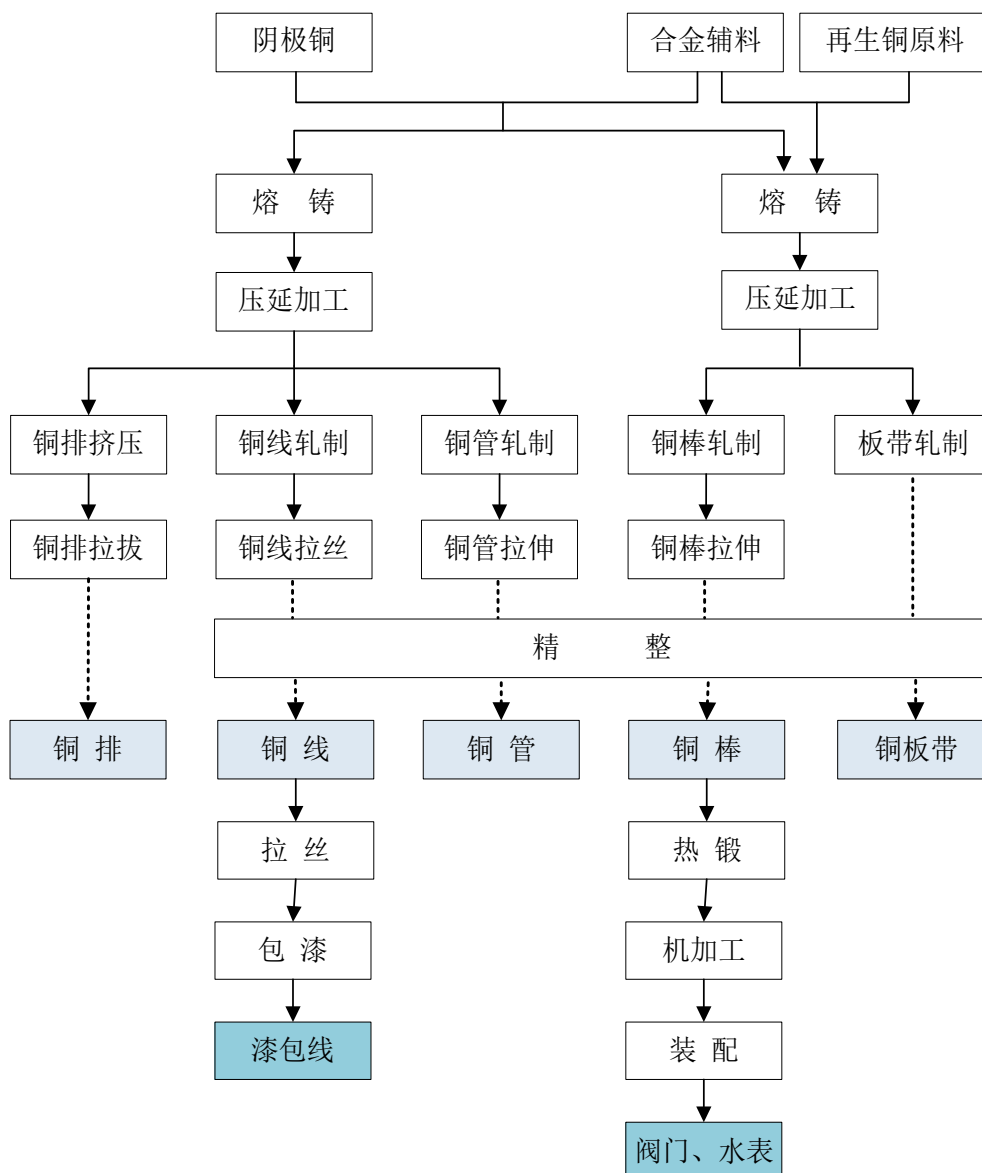 阴极铜
合金辅料
再生铜原料
熔 铸
熔 铸
压延加工
压延加工
铜排挤压
铜线轧制
铜管轧制
铜棒轧制
板带轧制
铜排拉拔
铜线拉丝
铜管拉伸
铜棒拉伸
精 整
铜 排
铜 线
铜 管
铜 棒
铜板带
拉 丝
热 锻
包 漆
机加工
漆包线
装 配
阀门、水表